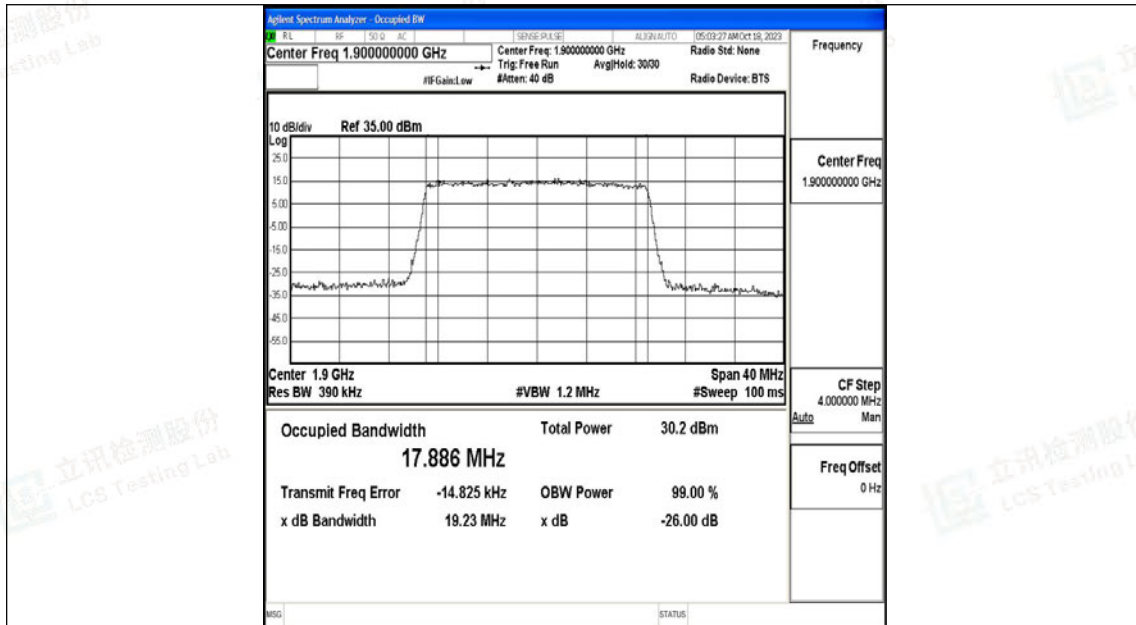 Agilent Spectrum Analyzer - Occupied BW
RL RF 50 Ω AC SENSE:PULSE ALIGNAUTO 05:03:27 AM Oct 18, 2023
Center Freq 1.900000000 GHz
Center Freq: 1.900000000 GHz
Radio Std: None
Trig: Free Run Avg|Hold: 30/30
#IFGain:Low
#Atten: 40 dB
Radio Device: BTS
10 dB/div Ref 35.00 dBm
Log
25.0
15.0
5.00
-5.00
-15.0
-25.0
-35.0
-45.0
-55.0
Center 1.9 GHz Span 40 MHz
Res BW 390 kHz #VBW 1.2 MHz #Sweep 100 ms
Occupied Bandwidth Total Power 30.2 dBm
17.886 MHz
Transmit Freq Error -14.825 kHz OBW Power 99.00 %
x dB Bandwidth 19.23 MHz x dB -26.00 dB
MSG STATUS
Frequency
Center Freq
1.900000000 GHz
CF Step
4.000000 MHz
Auto Man
Freq Offset
0 Hz
立讯检测股份
LCS Testing Lab
立讯检测股份
LCS Testing L